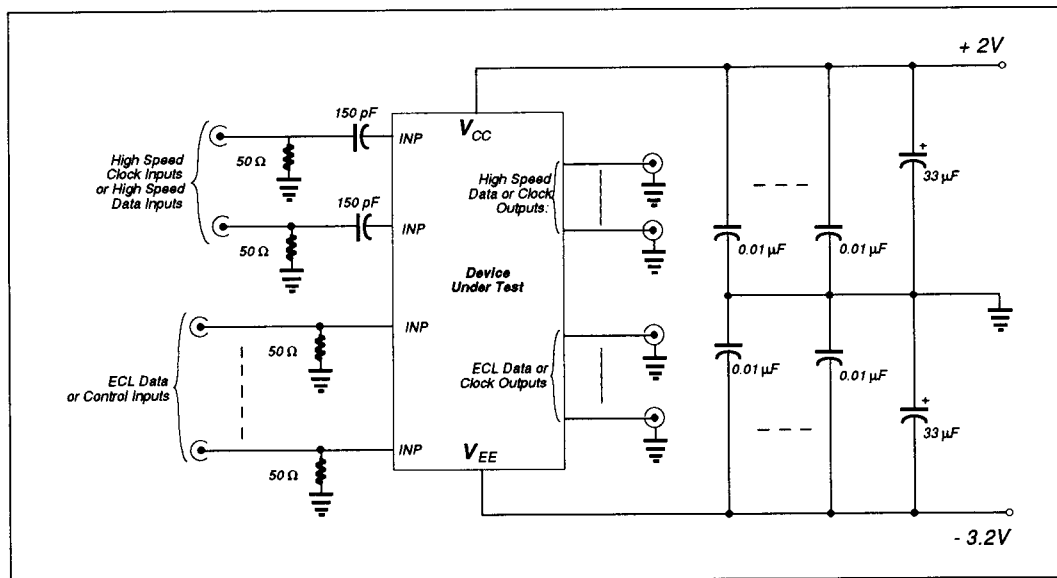 + 2V
150 pF
INP
V_CC
50 Ω
High Speed
Clock Inputs
or High Speed
Data Inputs
High Speed
Data or Clock
Outputs:
+
33 µF
150 pF
INP
50 Ω
0.01 µF
0.01 µF
Device
Under Test
INP
50 Ω
ECL Data
or Control Inputs
ECL Data or
Clock Outputs
0.01 µF
0.01 µF
+
33 µF
INP
50 Ω
V_EE
- 3.2V